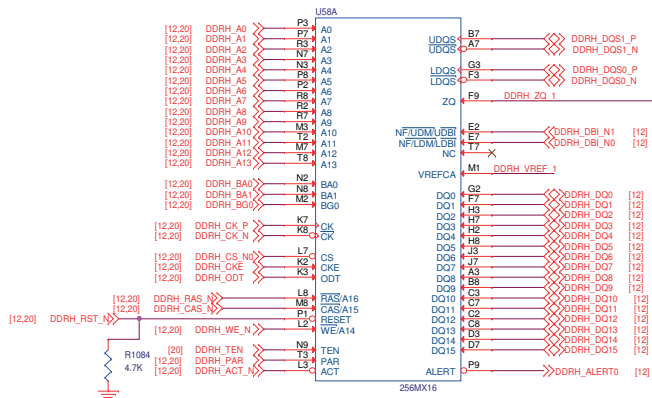 U58A
[12,20] DDRH_A0 P3 A0
[12,20] DDRH_A1 P7 A1
[12,20] DDRH_A2 R3 A2
[12,20] DDRH_A3 N7 A3
[12,20] DDRH_A4 N3 A4
[12,20] DDRH_A5 P8 A5
[12,20] DDRH_A6 P2 A6
[12,20] DDRH_A7 R8 A7
[12,20] DDRH_A8 R2 A8
[12,20] DDRH_A9 R7 A9
[12,20] DDRH_A10 M3 A10
[12,20] DDRH_A11 T2 A11
[12,20] DDRH_A12 M7 A12
[12,20] DDRH_A13 T8 A13
[12,20] DDRH_BA0 N2 BA0
[12,20] DDRH_BA1 N8 BA1
[12,20] DDRH_BG0 M2 BG0
[12,20] DDRH_CK_P K7 CK
[12,20] DDRH_CK_N K8 CK
[12,20] DDRH_CS_N0 L7 CS
[12,20] DDRH_CKE K2 CKE
[12,20] DDRH_ODT K3 ODT
[12,20] DDRH_RAS_N L8 RAS/A16
[12,20] DDRH_CAS_N M8 CAS/A15
[12,20] DDRH_RST_N P1 RESET
[12,20] DDRH_WE_N L2 WE/A14
[20] DDRH_TEN N9 TEN
[12,20] DDRH_PAR T3 PAR
[12,20] DDRH_ACT_N L3 ACT
R1084
4.7K
UDQS B7 DDRH_DQS1_P
UDQS A7 DDRH_DQS1_N
LDQS G3 DDRH_DQS0_P
LDQS F3 DDRH_DQS0_N
ZQ F9 DDRH_ZQ_1
NF/UDM/UDBI E2 DDRH_DBI_N1 [12]
NF/LDM/LDBI E7 DDRH_DBI_N0 [12]
NC T7
VREFCA M1 DDRH_VREF_1
DQ0 G2 DDRH_DQ0 [12]
DQ1 F7 DDRH_DQ1 [12]
DQ2 H3 DDRH_DQ2 [12]
DQ3 H7 DDRH_DQ3 [12]
DQ4 H2 DDRH_DQ4 [12]
DQ5 H8 DDRH_DQ5 [12]
DQ6 J3 DDRH_DQ6 [12]
DQ7 J7 DDRH_DQ7 [12]
DQ8 A3 DDRH_DQ8 [12]
DQ9 B8 DDRH_DQ9 [12]
DQ10 C3 DDRH_DQ10 [12]
DQ11 C7 DDRH_DQ11 [12]
DQ12 C2 DDRH_DQ12 [12]
DQ13 C8 DDRH_DQ13 [12]
DQ14 D3 DDRH_DQ14 [12]
DQ15 D7 DDRH_DQ15 [12]
ALERT P9 DDRH_ALERT0 [12]
256MX16